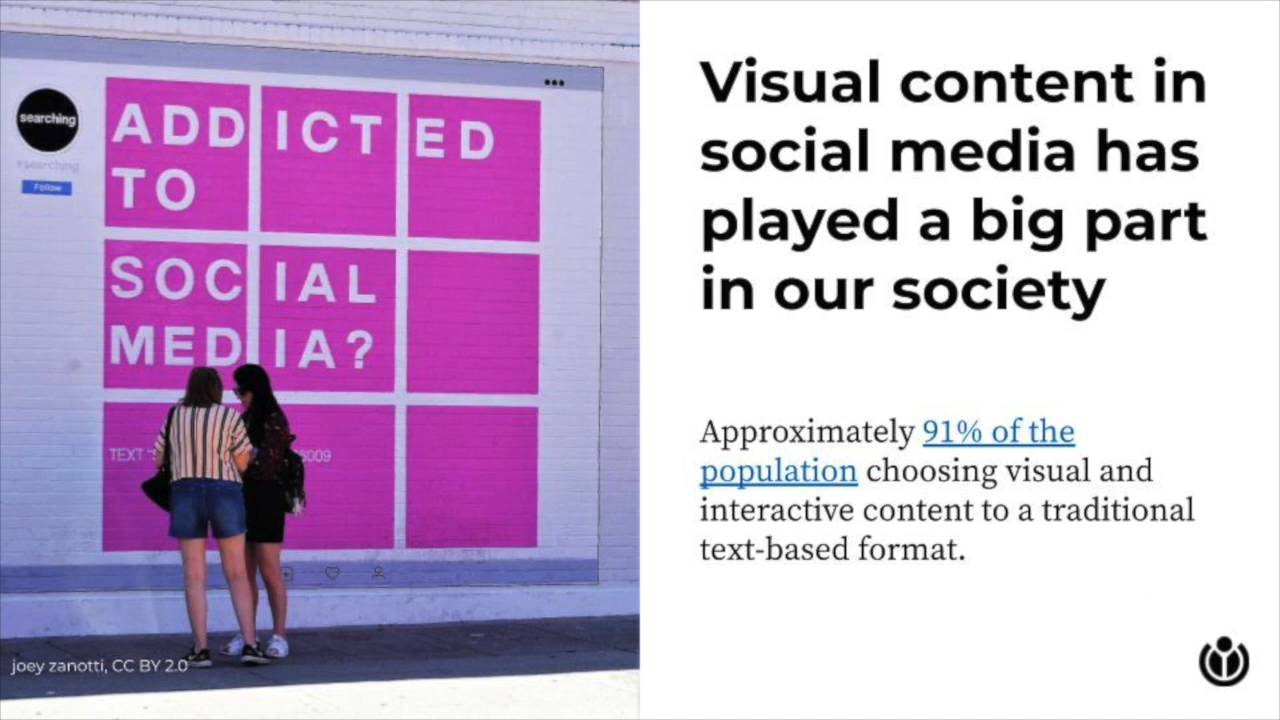 searching
#searching
Follow
ADDICTED
TO
SOCIAL
MEDIA?
TEXT
6009
joey zanotti, CC BY 2.0
Visual content in
social media has
played a big part
in our society
Approximately 91% of the
population choosing visual and
interactive content to a traditional
text-based format.